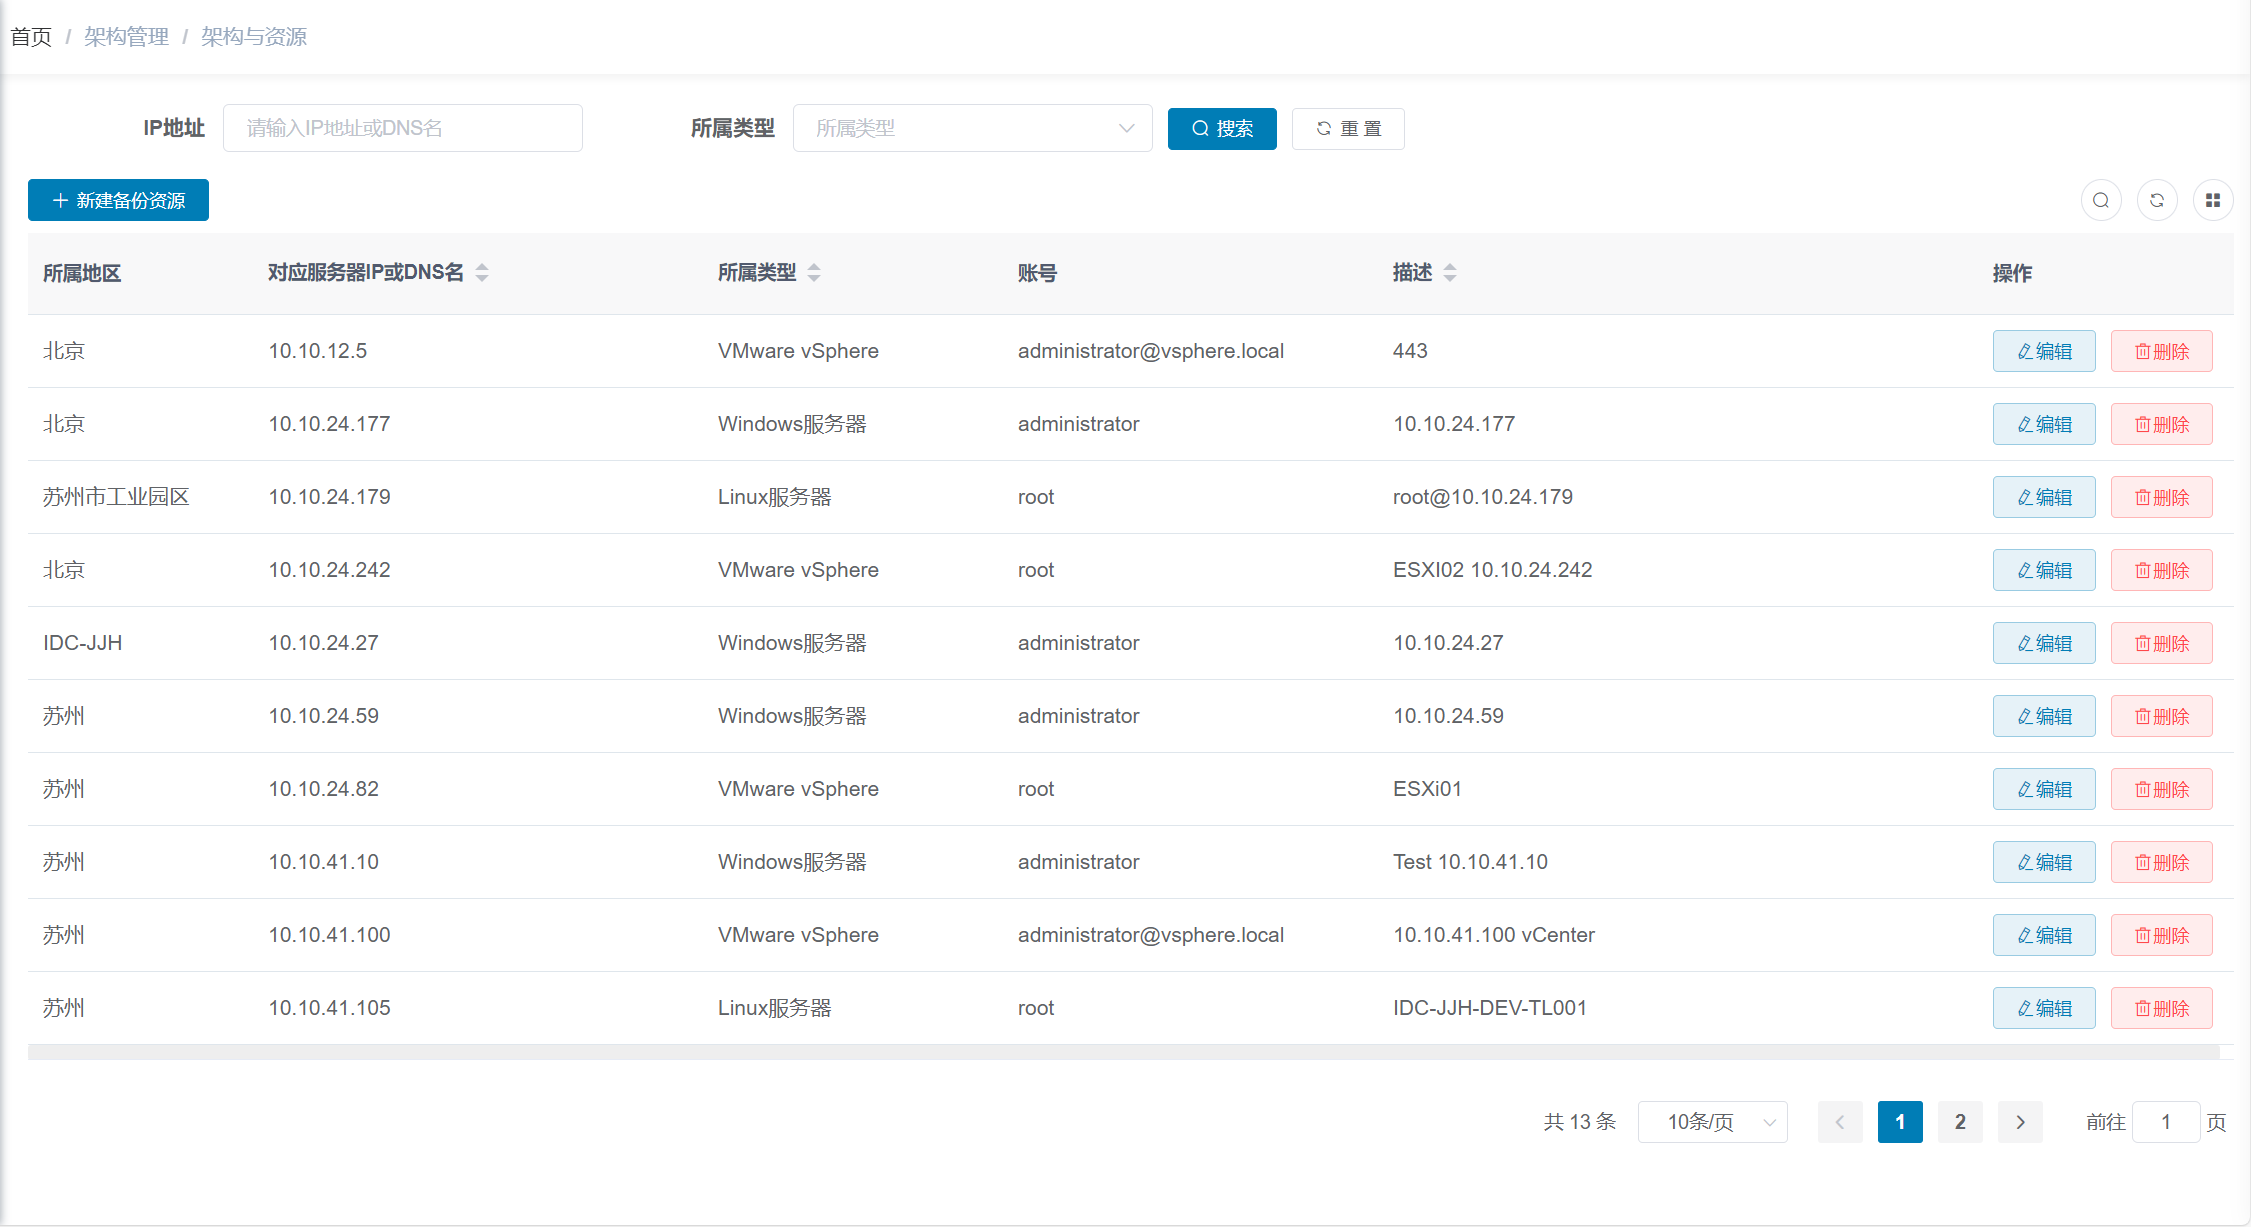 首页 / 架构管理 / 架构与资源
IP地址 请输入IP地址或DNS名 所属类型 所属类型 搜索 重 置
新建备份资源
所属地区 对应服务器IP或DNS名 所属类型 账号 描述 操作
北京 10.10.12.5 VMware vSphere administrator@vsphere.local 443 编辑 删除
北京 10.10.24.177 Windows服务器 administrator 10.10.24.177 编辑 删除
苏州市工业园区 10.10.24.179 Linux服务器 root root@10.10.24.179 编辑 删除
北京 10.10.24.242 VMware vSphere root ESXI02 10.10.24.242 编辑 删除
IDC-JJH 10.10.24.27 Windows服务器 administrator 10.10.24.27 编辑 删除
苏州 10.10.24.59 Windows服务器 administrator 10.10.24.59 编辑 删除
苏州 10.10.24.82 VMware vSphere root ESXi01 编辑 删除
苏州 10.10.41.10 Windows服务器 administrator Test 10.10.41.10 编辑 删除
苏州 10.10.41.100 VMware vSphere administrator@vsphere.local 10.10.41.100 vCenter 编辑 删除
苏州 10.10.41.105 Linux服务器 root IDC-JJH-DEV-TL001 编辑 删除
共 13 条 10条/页 1 2 前往 1 页